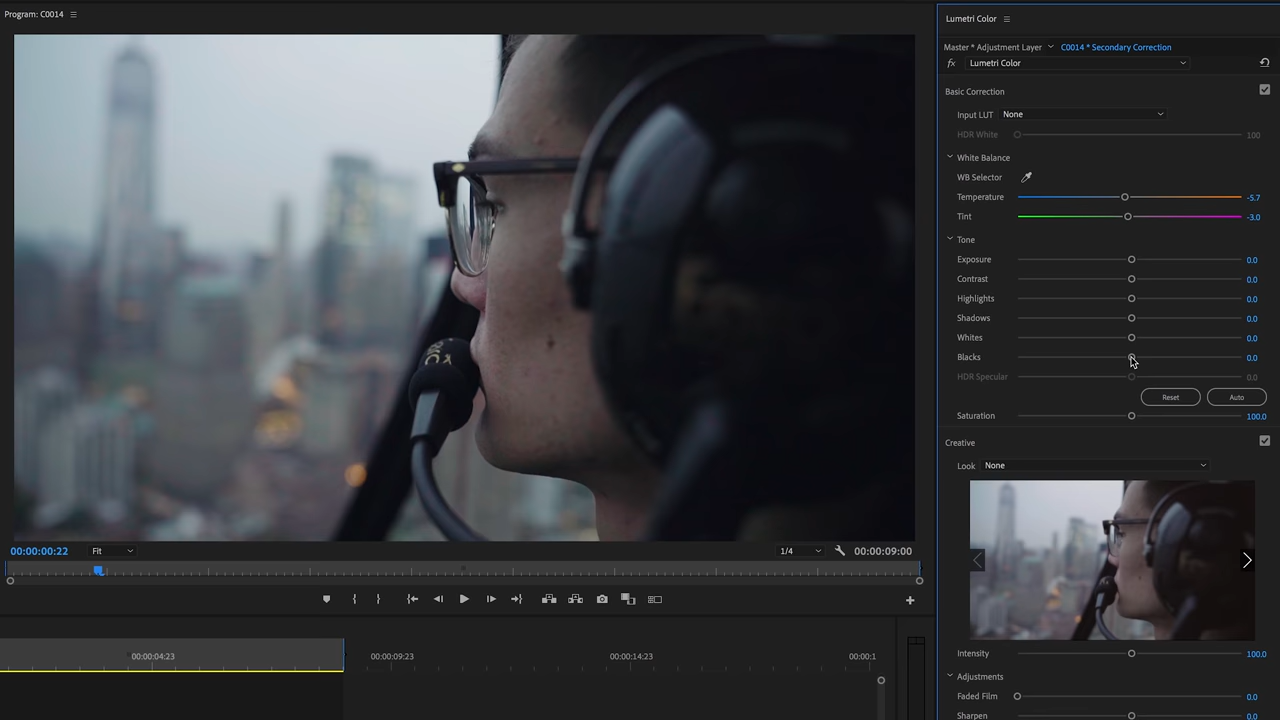 Program: C0014
Lumetri Color
Master * Adjustment Layer C0014 * Secondary Correction
fx Lumetri Color
Basic Correction
Input LUT None
HDR White 100
White Balance
WB Selector
Temperature -5.7
Tint -3.0
Tone
Exposure 0.0
Contrast 0.0
Highlights 0.0
Shadows 0.0
Whites 0.0
Blacks 0.0
HDR Specular 0.0
Reset Auto
Saturation 100.0
Creative
Look None
Intensity 100.0
Adjustments
Faded Film 0.0
Sharpen 0.0
00:00:00:22 Fit 1/4 00:00:09:00
00:00:04:23 00:00:09:23 00:00:14:23 00:00:1